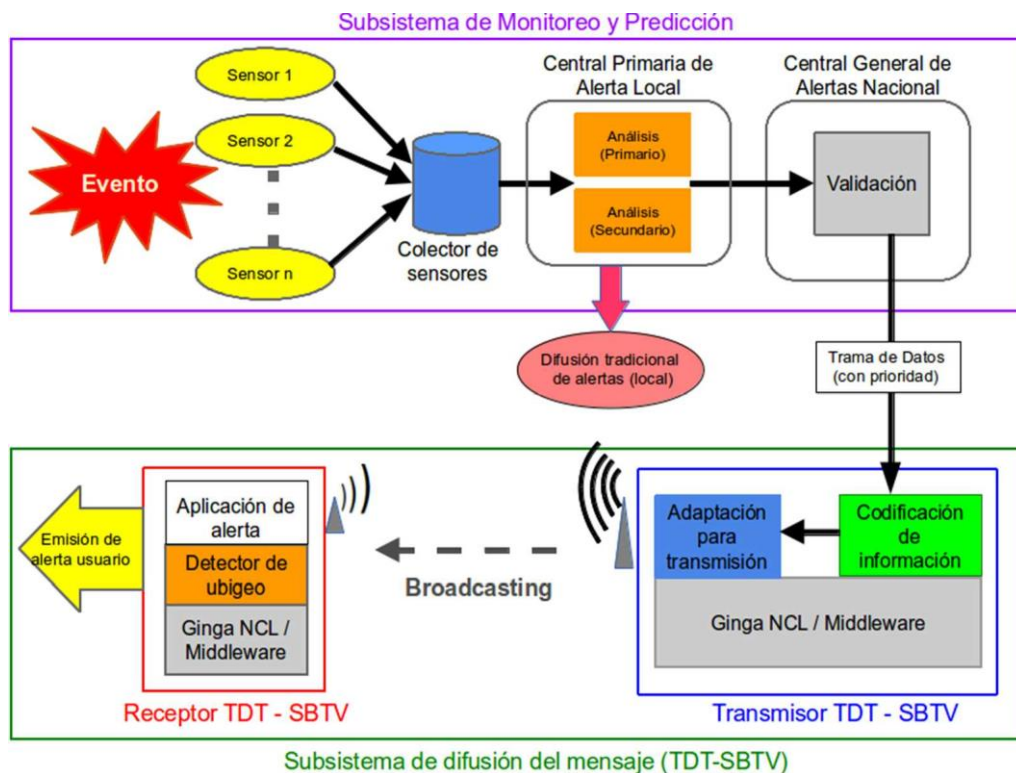 Subsistema de Monitoreo y Predicción
Sensor 1
Sensor 2
Sensor n
Evento
Colector de
sensores
Central Primaria de
Alerta Local
Análisis
(Primario)
Análisis
(Secundario)
Central General de
Alertas Nacional
Validación
Difusión tradicional
de alertas (local)
Trama de Datos
(con prioridad)
Emisión de
alerta usuario
Aplicación de
alerta
Detector de
ubigeo
Ginga NCL /
Middleware
Receptor TDT - SBTV
Broadcasting
Adaptación
para
transmisión
Codificación
de
información
Ginga NCL / Middleware
Transmisor TDT - SBTV
Subsistema de difusión del mensaje (TDT-SBTV)